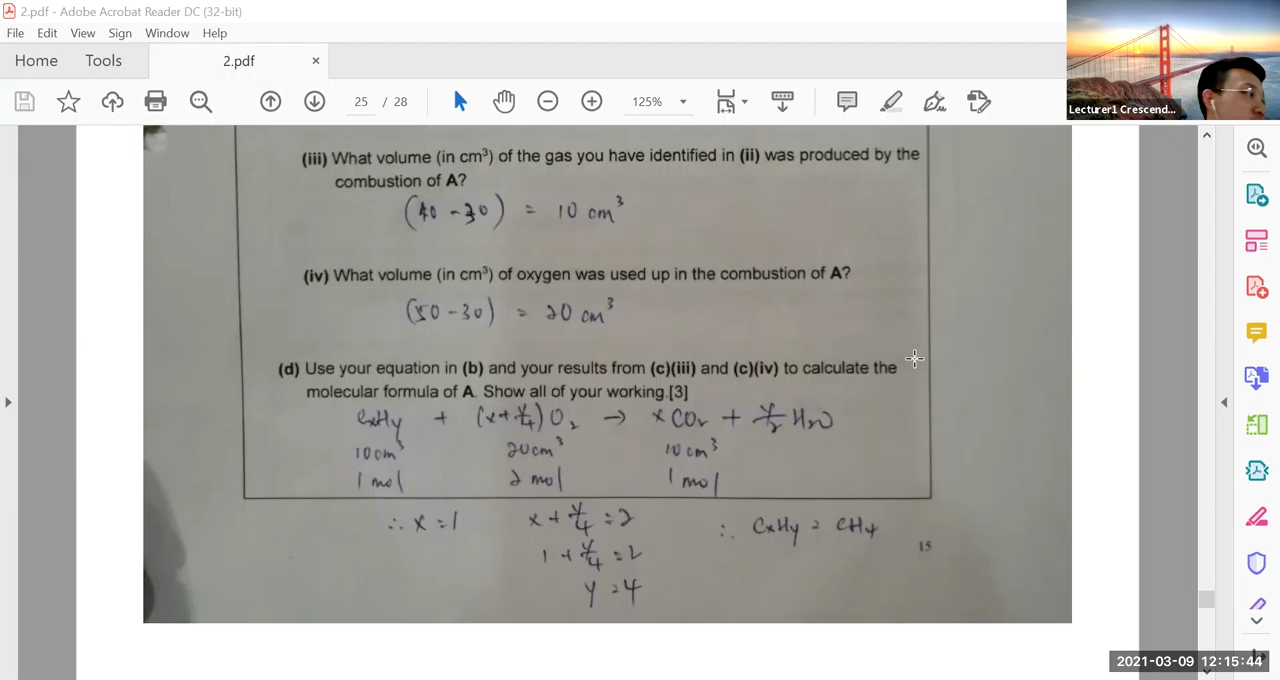 2.pdf - Adobe Acrobat Reader DC (32-bit)
File Edit View Sign Window Help
Home Tools 2.pdf ×
25 / 28 125%
Lecturer1 Crescend...
(iii) What volume (in cm³) of the gas you have identified in (ii) was produced by the
combustion of A?
(40 - 30) = 10 cm³
(iv) What volume (in cm³) of oxygen was used up in the combustion of A?
(50 - 30) = 20 cm³
(d) Use your equation in (b) and your results from (c)(iii) and (c)(iv) to calculate the
molecular formula of A. Show all of your working.[3]
CxHy + (x+y/4)O₂ → xCO₂ + y/2 H₂O
10cm³ 20cm³ 10cm³
1 mol 2 mol 1 mol
∴ x = 1 x + y/4 = 2 ∴ CxHy = CH4
1 + y/4 = 2
y = 4
15
2021-03-09 12:15:44